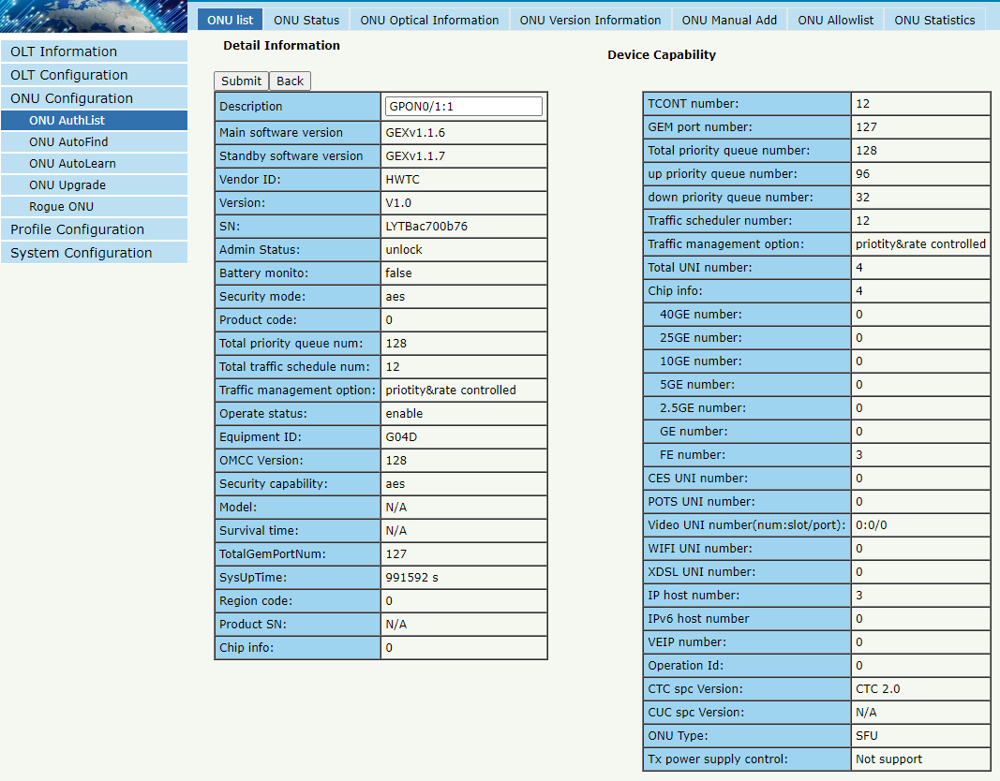 ONU list ONU Status ONU Optical Information ONU Version Information ONU Manual Add ONU Allowlist ONU Statistics
OLT Information
OLT Configuration
ONU Configuration
ONU AuthList
ONU AutoFind
ONU AutoLearn
ONU Upgrade
Rogue ONU
Profile Configuration
System Configuration
Detail Information
Submit Back
Description GPON0/1:1
Main software version GEXv1.1.6
Standby software version GEXv1.1.7
Vendor ID: HWTC
Version: V1.0
SN: LYTBac700b76
Admin Status: unlock
Battery monito: false
Security mode: aes
Product code: 0
Total priority queue num: 128
Total traffic schedule num: 12
Traffic management option: priotity&rate controlled
Operate status: enable
Equipment ID: G04D
OMCC Version: 128
Security capability: aes
Model: N/A
Survival time: N/A
TotalGemPortNum: 127
SysUpTime: 991592 s
Region code: 0
Product SN: N/A
Chip info: 0
Device Capability
TCONT number: 12
GEM port number: 127
Total priority queue number: 128
up priority queue number: 96
down priority queue number: 32
Traffic scheduler number: 12
Traffic management option: priotity&rate controlled
Total UNI number: 4
Chip info: 4
40GE number: 0
25GE number: 0
10GE number: 0
5GE number: 0
2.5GE number: 0
GE number: 0
FE number: 3
CES UNI number: 0
POTS UNI number: 0
Video UNI number(num:slot/port): 0:0/0
WIFI UNI number: 0
XDSL UNI number: 0
IP host number: 3
IPv6 host number 0
VEIP number: 0
Operation Id: 0
CTC spc Version: CTC 2.0
CUC spc Version: N/A
ONU Type: SFU
Tx power supply control: Not support